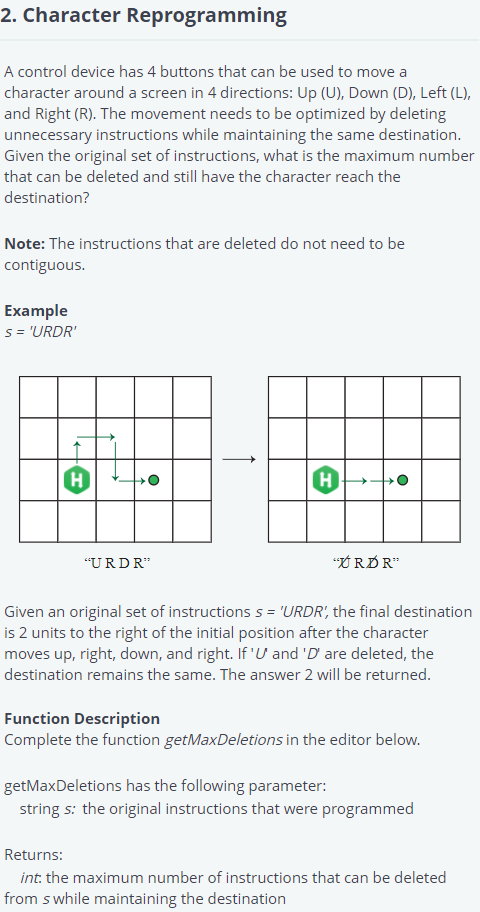 2. Character Reprogramming
A control device has 4 buttons that can be used to move a
character around a screen in 4 directions: Up (U), Down (D), Left (L),
and Right (R). The movement needs to be optimized by deleting
unnecessary instructions while maintaining the same destination.
Given the original set of instructions, what is the maximum number
that can be deleted and still have the character reach the
destination?
Note: The instructions that are deleted do not need to be
contiguous.
Example
s = 'URDR'
H
H
“U R D R”
“U R D R”
Given an original set of instructions s = 'URDR', the final destination
is 2 units to the right of the initial position after the character
moves up, right, down, and right. If 'U' and 'D' are deleted, the
destination remains the same. The answer 2 will be returned.
Function Description
Complete the function getMaxDeletions in the editor below.
getMaxDeletions has the following parameter:
string s: the original instructions that were programmed
Returns:
int: the maximum number of instructions that can be deleted
from s while maintaining the destination